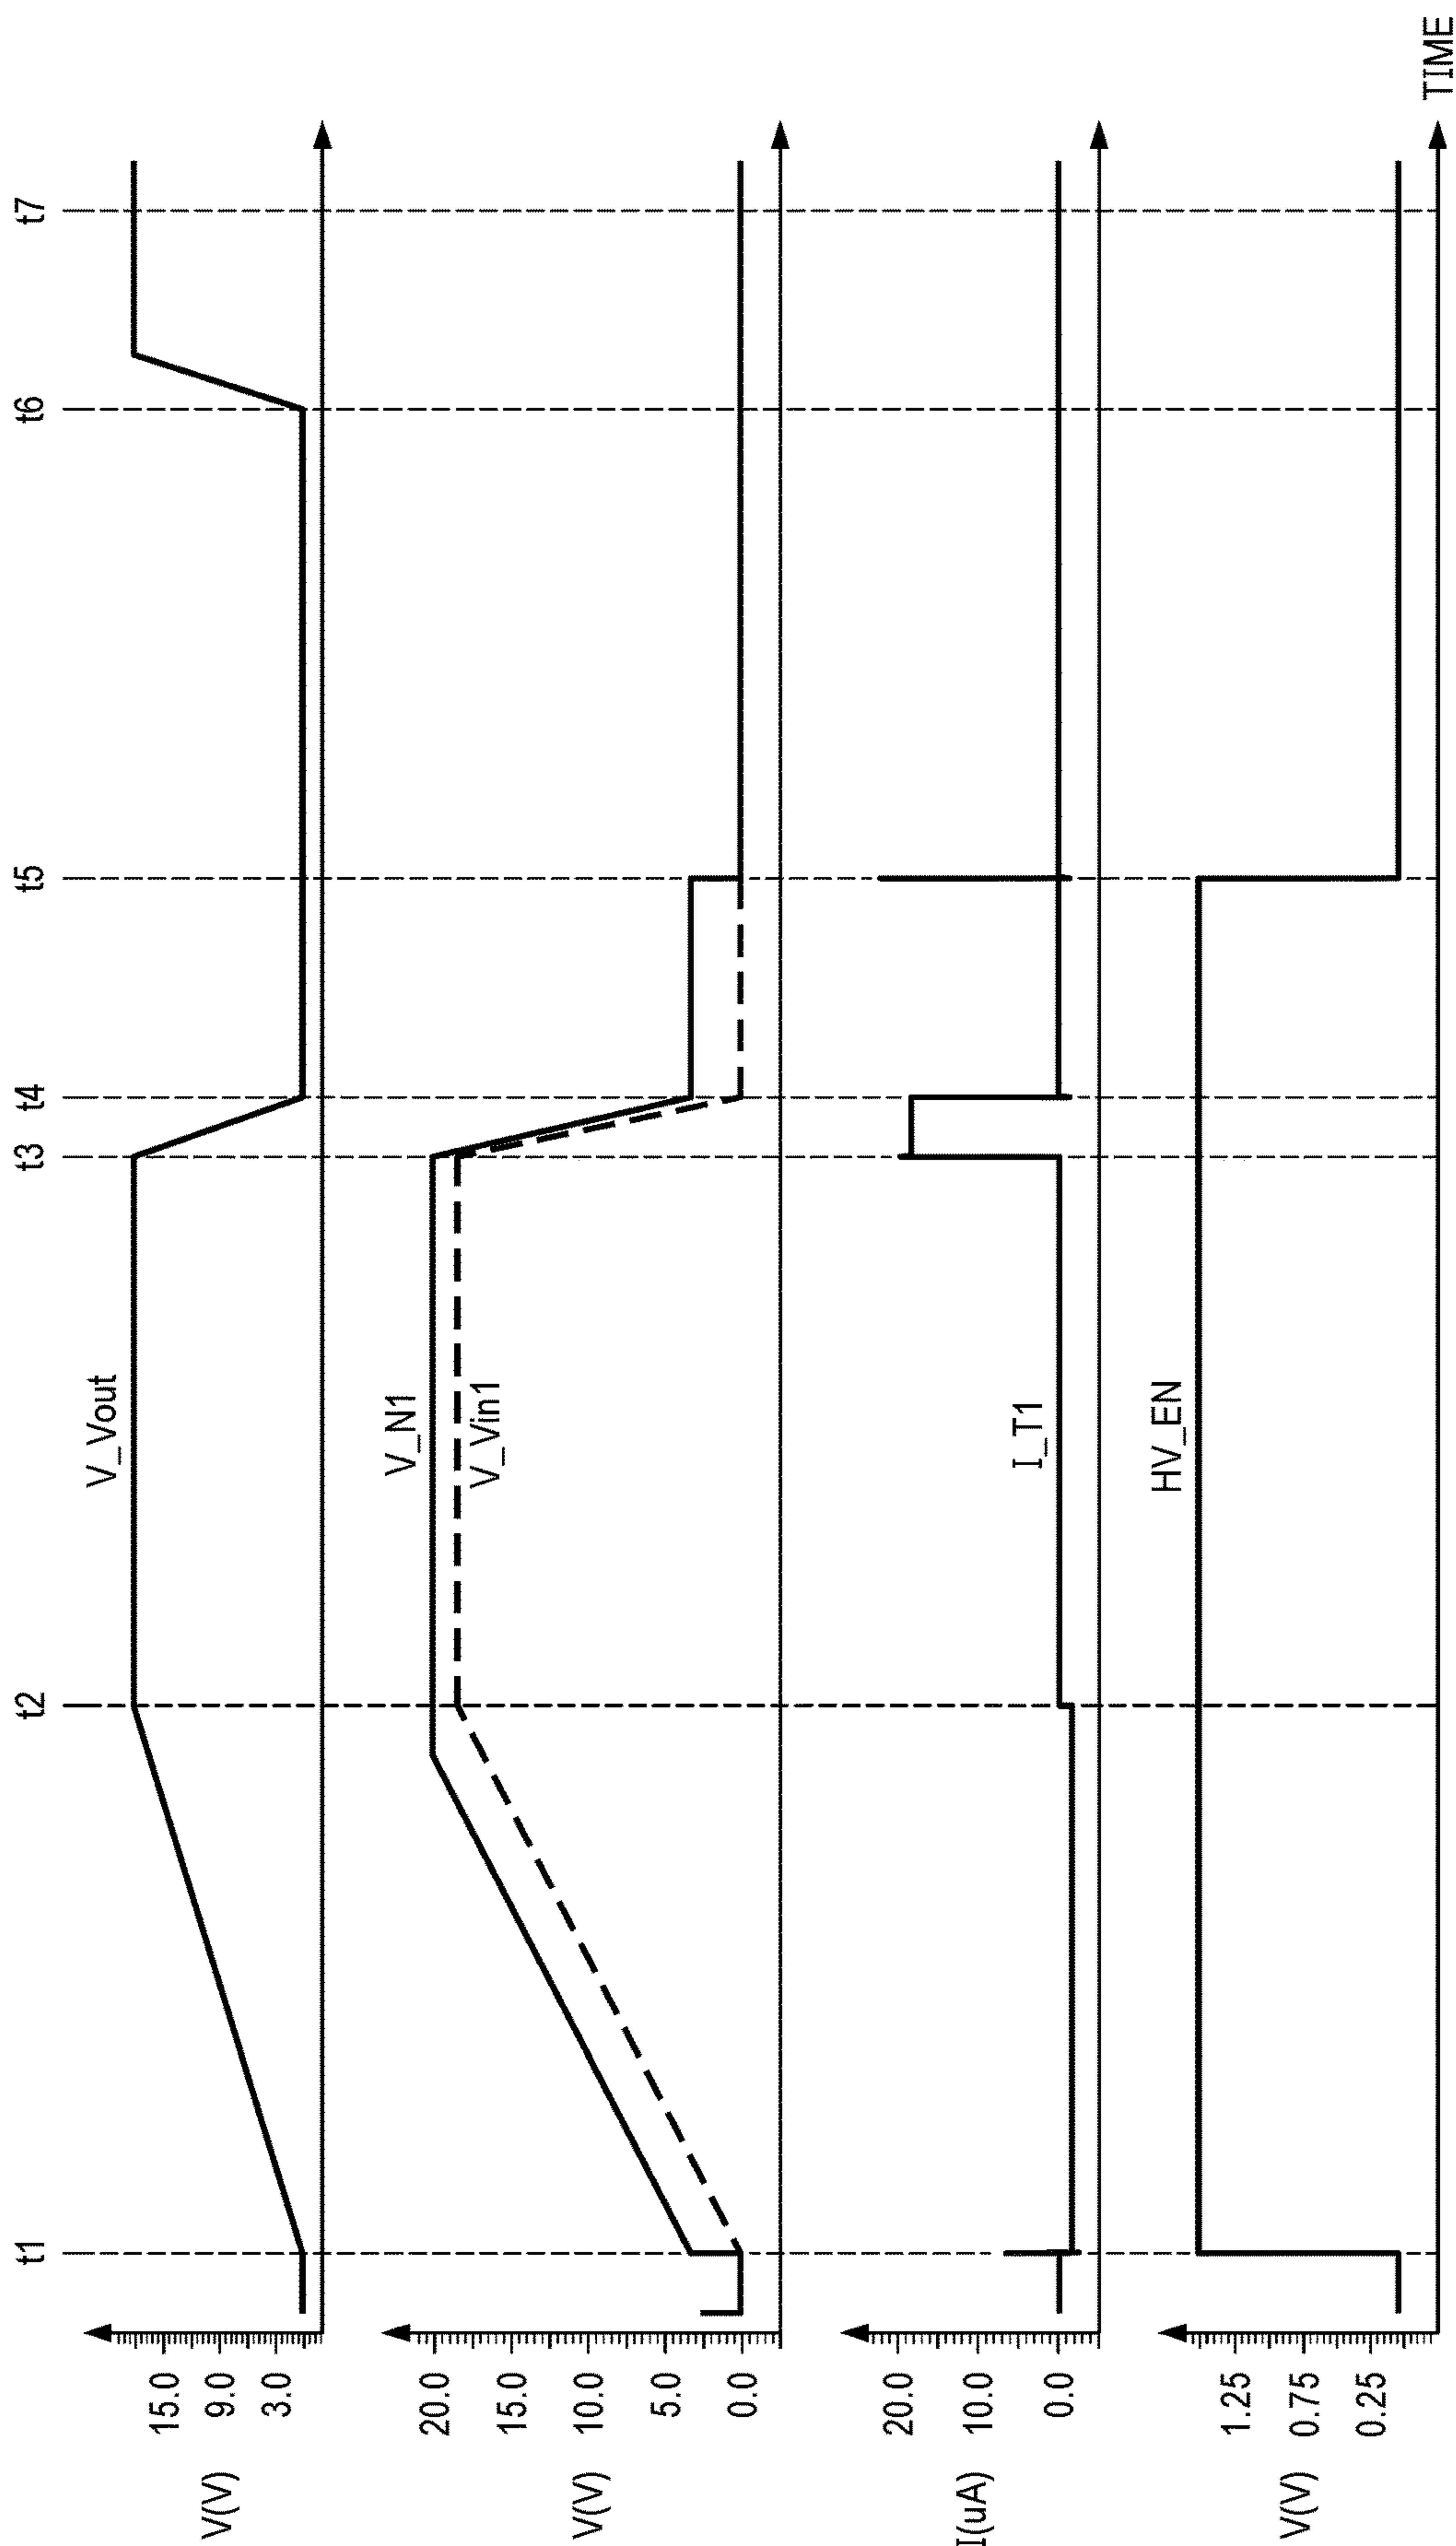 t1 t2 t3 t4 t5 t6 t7
V(V)
15.0
9.0
3.0
V_Vout
V(V)
20.0
15.0
10.0
5.0
0.0
V_N1
V_Vin1
I(uA)
20.0
10.0
0.0
I_T1
V(V)
1.25
0.75
0.25
HV_EN
TIME